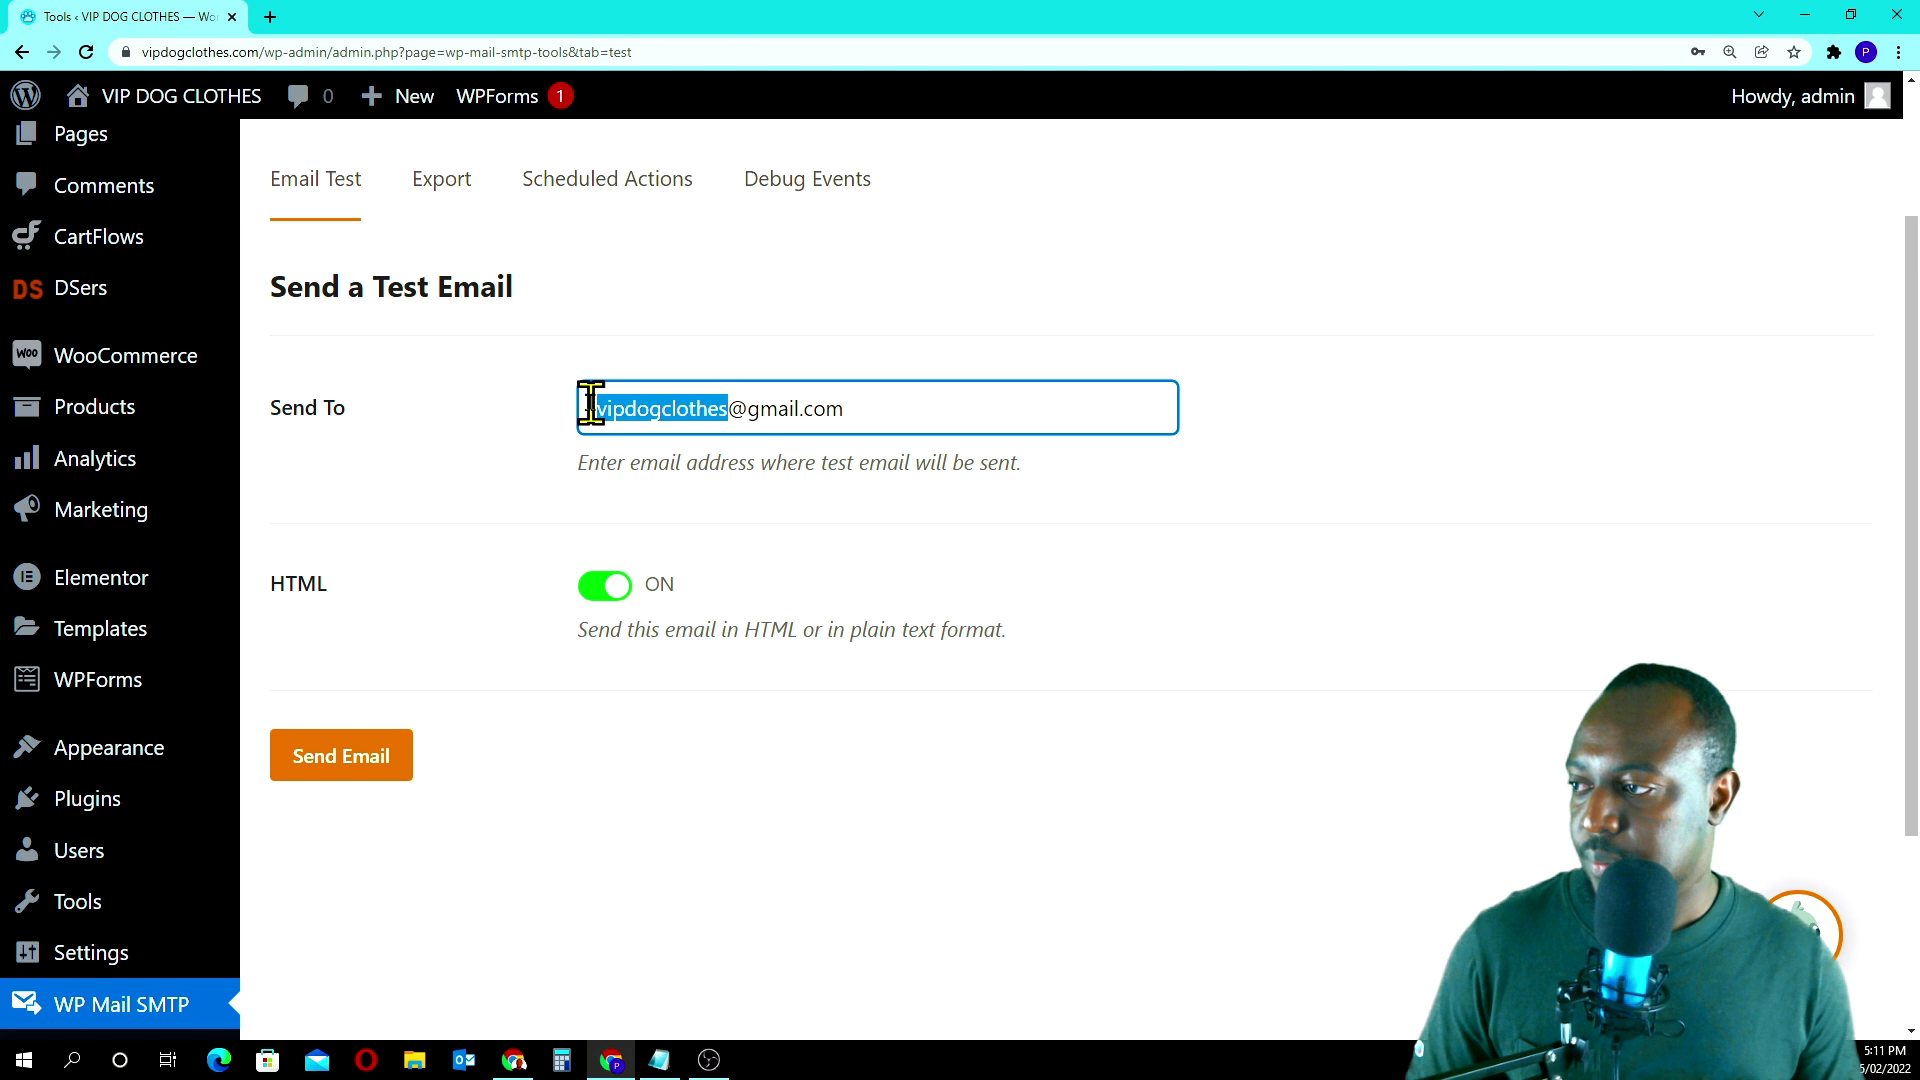 Tools ‹ VIP DOG CLOTHES — Wo
vipdogclothes.com/wp-admin/admin.php?page=wp-mail-smtp-tools&tab=test
P
VIP DOG CLOTHES
0
New
WPForms
1
Howdy, admin
Pages
Comments
CartFlows
DS
DSers
Woo
WooCommerce
Products
Analytics
Marketing
Elementor
Templates
WPForms
Appearance
Plugins
Users
Tools
Settings
WP Mail SMTP
Email Test
Export
Scheduled Actions
Debug Events
Send a Test Email
Send To
vipdogclothes@gmail.com
Enter email address where test email will be sent.
HTML
ON
Send this email in HTML or in plain text format.
Send Email
5:11 PM
5/02/2022